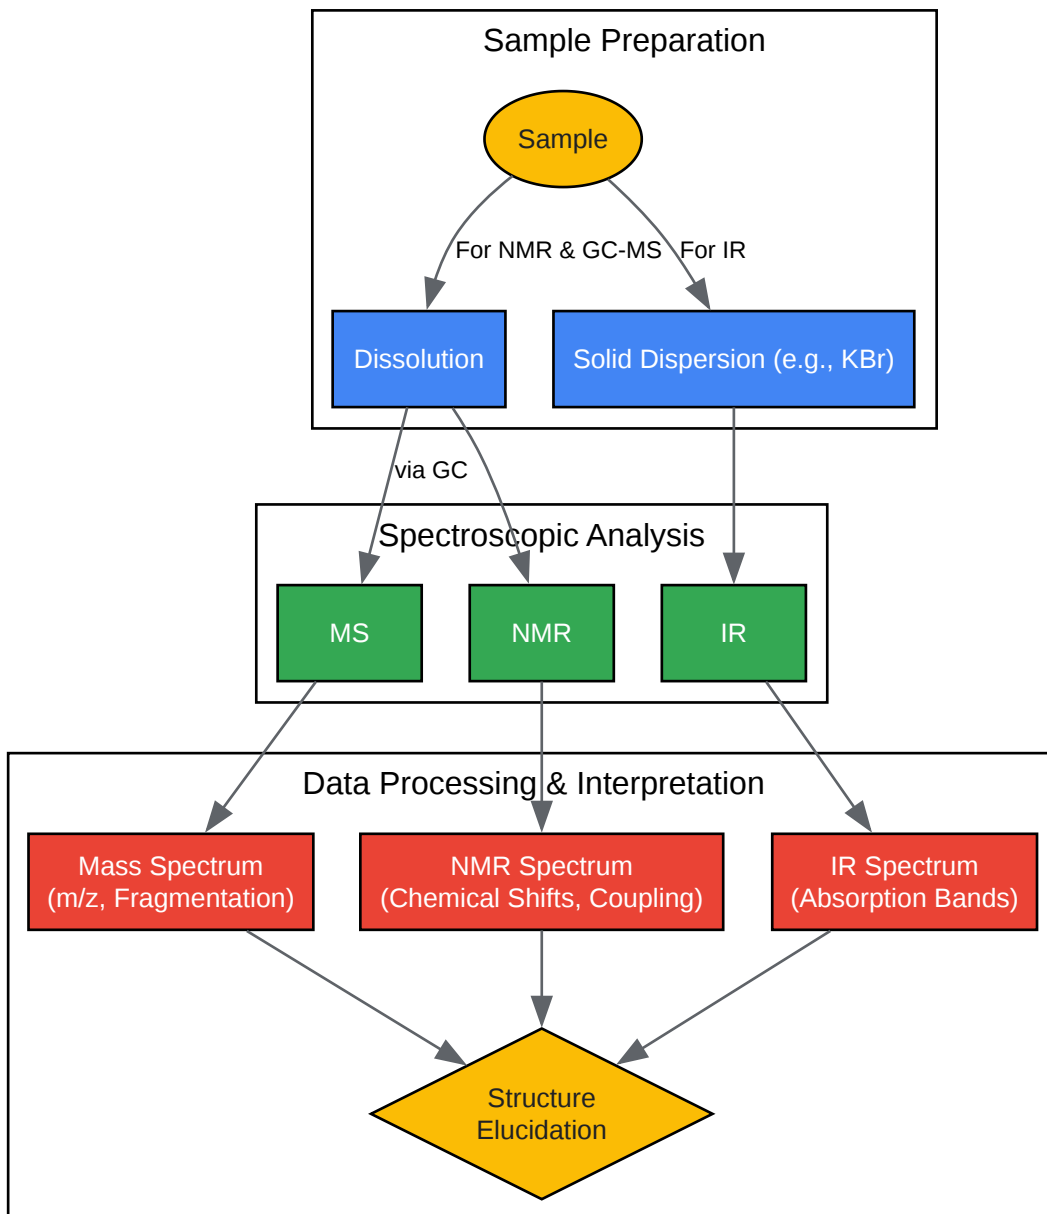 Sample Preparation
Sample
For NMR & GC-MS
For IR
Dissolution
Solid Dispersion (e.g., KBr)
via GC
Spectroscopic Analysis
MS
NMR
IR
Data Processing & Interpretation
Mass Spectrum
(m/z, Fragmentation)
NMR Spectrum
(Chemical Shifts, Coupling)
IR Spectrum
(Absorption Bands)
Structure
Elucidation